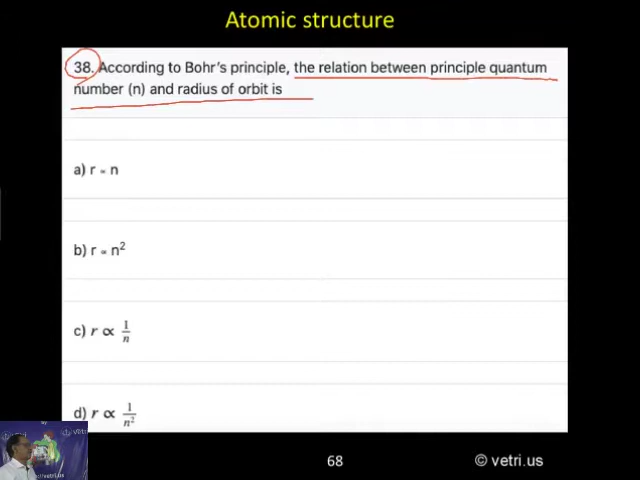 Atomic structure
38. According to Bohr's principle, the relation between principle quantum
number (n) and radius of orbit is
a) r ∝ n
b) r ∝ n²
c) r ∝ 1/n
d) r ∝ 1/n²
68
© vetri.us